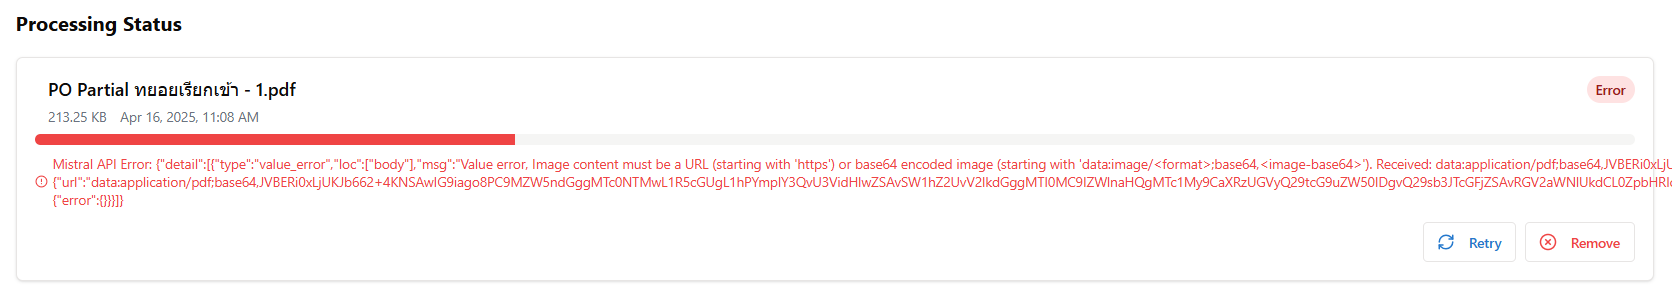 Processing Status
PO Partial ทยอยเรียกเข้า - 1.pdf
Error
213.25 KB Apr 16, 2025, 11:08 AM
Mistral API Error: {"detail":[{"type":"value_error","loc":["body"],"msg":"Value error, Image content must be a URL (starting with 'https') or base64 encoded image (starting with 'data:image/<format>;base64,<image-base64>'). Received: data:application/pdf;base64,JVBERi0xLjU
{"url":"data:application/pdf;base64,
{"error":{}}}]}
Retry
Remove